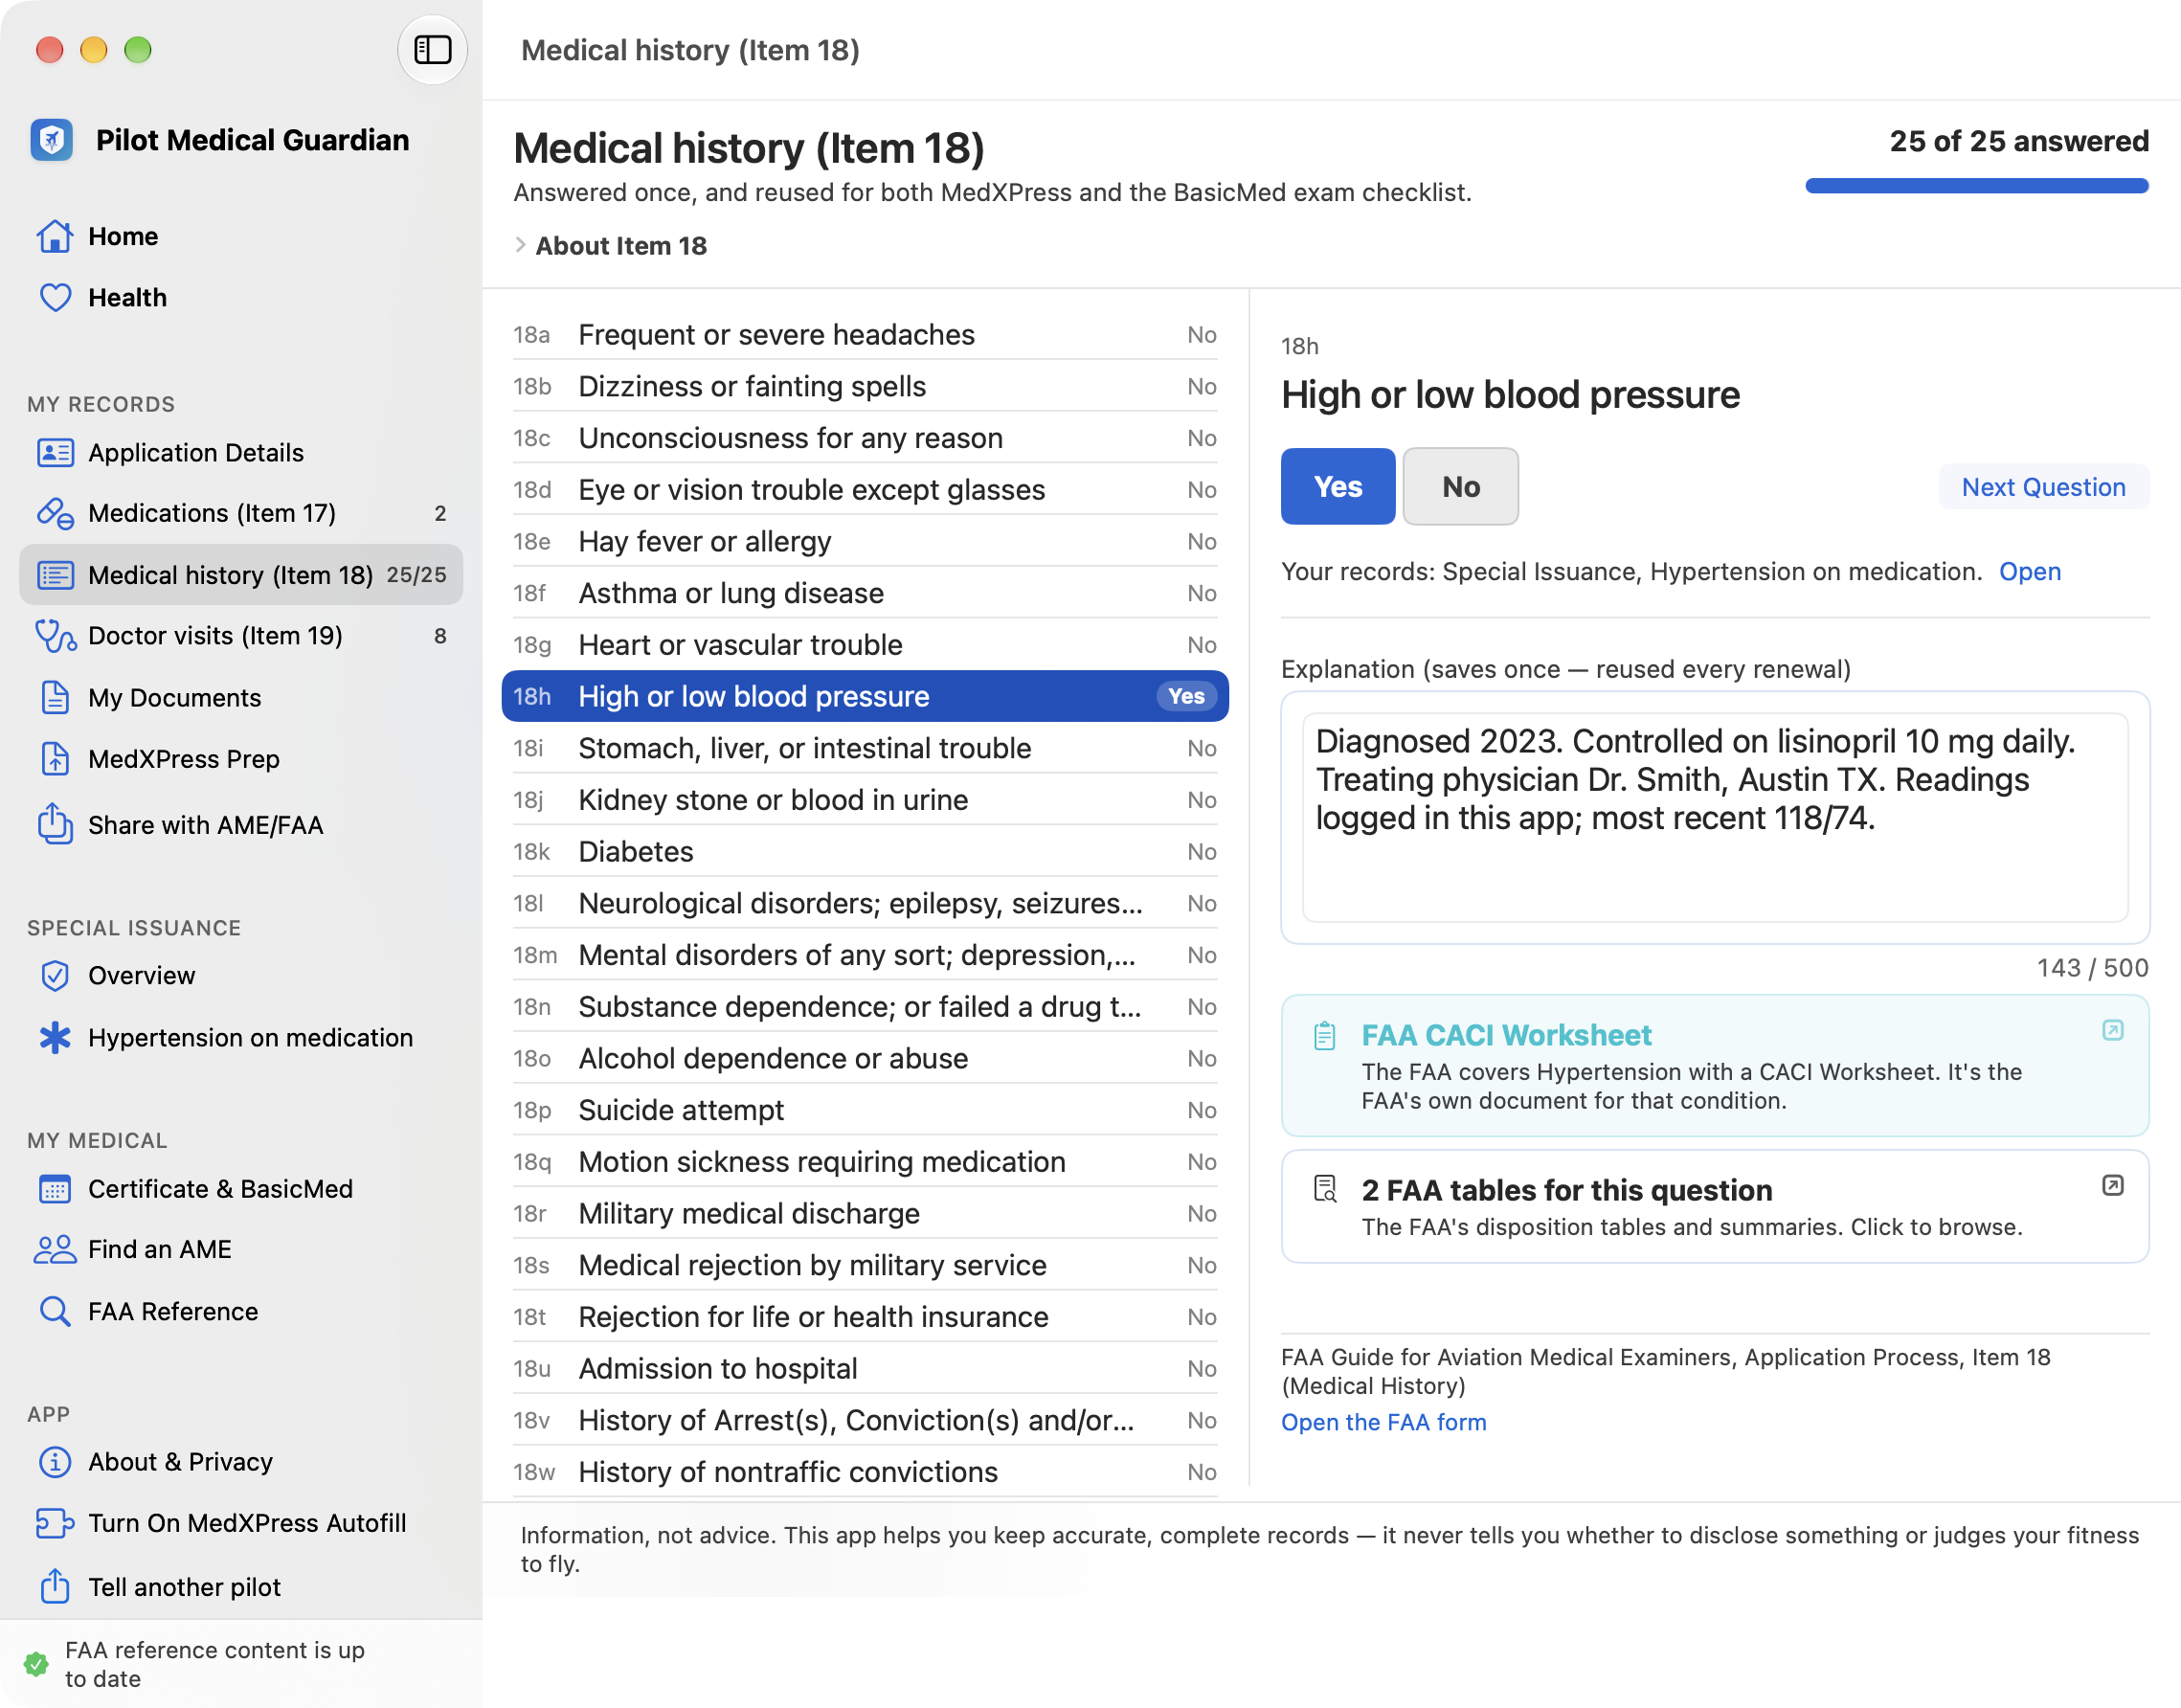 Pilot Medical Guardian
Home
Health
MY RECORDS
Application Details
Medications (Item 17) 2
Medical history (Item 18) 25/25
Doctor visits (Item 19) 8
My Documents
MedXPress Prep
Share with AME/FAA
SPECIAL ISSUANCE
Overview
Hypertension on medication
MY MEDICAL
Certificate & BasicMed
Find an AME
FAA Reference
APP
About & Privacy
Turn On MedXPress Autofill
Tell another pilot
FAA reference content is up
to date
Medical history (Item 18)
Medical history (Item 18)
25 of 25 answered
Answered once, and reused for both MedXPress and the BasicMed exam checklist.
About Item 18
18a Frequent or severe headaches No
18b Dizziness or fainting spells No
18c Unconsciousness for any reason No
18d Eye or vision trouble except glasses No
18e Hay fever or allergy No
18f Asthma or lung disease No
18g Heart or vascular trouble No
18h High or low blood pressure Yes
18i Stomach, liver, or intestinal trouble No
18j Kidney stone or blood in urine No
18k Diabetes No
18l Neurological disorders; epilepsy, seizures... No
18m Mental disorders of any sort; depression,... No
18n Substance dependence; or failed a drug t... No
18o Alcohol dependence or abuse No
18p Suicide attempt No
18q Motion sickness requiring medication No
18r Military medical discharge No
18s Medical rejection by military service No
18t Rejection for life or health insurance No
18u Admission to hospital No
18v History of Arrest(s), Conviction(s) and/or... No
18w History of nontraffic convictions No
18h
High or low blood pressure
Yes No Next Question
Your records: Special Issuance, Hypertension on medication. Open
Explanation (saves once — reused every renewal)
Diagnosed 2023. Controlled on lisinopril 10 mg daily.
Treating physician Dr. Smith, Austin TX. Readings
logged in this app; most recent 118/74.
143 / 500
FAA CACI Worksheet
The FAA covers Hypertension with a CACI Worksheet. It's the
FAA's own document for that condition.
2 FAA tables for this question
The FAA's disposition tables and summaries. Click to browse.
FAA Guide for Aviation Medical Examiners, Application Process, Item 18
(Medical History)
Open the FAA form
Information, not advice. This app helps you keep accurate, complete records — it never tells you whether to disclose something or judges your fitness
to fly.